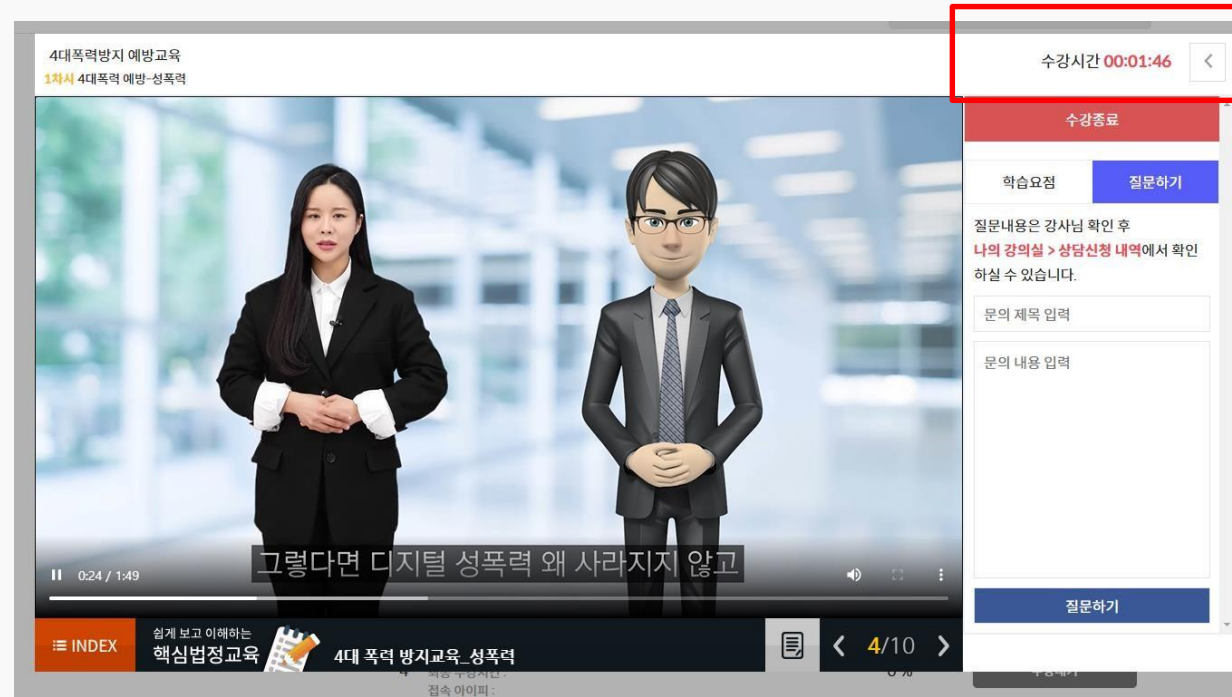 4대폭력방지 예방교육
1차시 4대폭력 예방-성폭력
수강시간 00:01:46
수강종료
학습요점
질문하기
질문내용은 강사님 확인 후
나의 강의실 > 상담신청 내역에서 확인
하실 수 있습니다.
문의 제목 입력
문의 내용 입력
질문하기
그렇다면 디지털 성폭력 왜 사라지지 않고
0:24 / 1:49
INDEX
쉽게 보고 이해하는
핵심법정교육
4대 폭력 방지교육_성폭력
4/10
접속 아이피 :